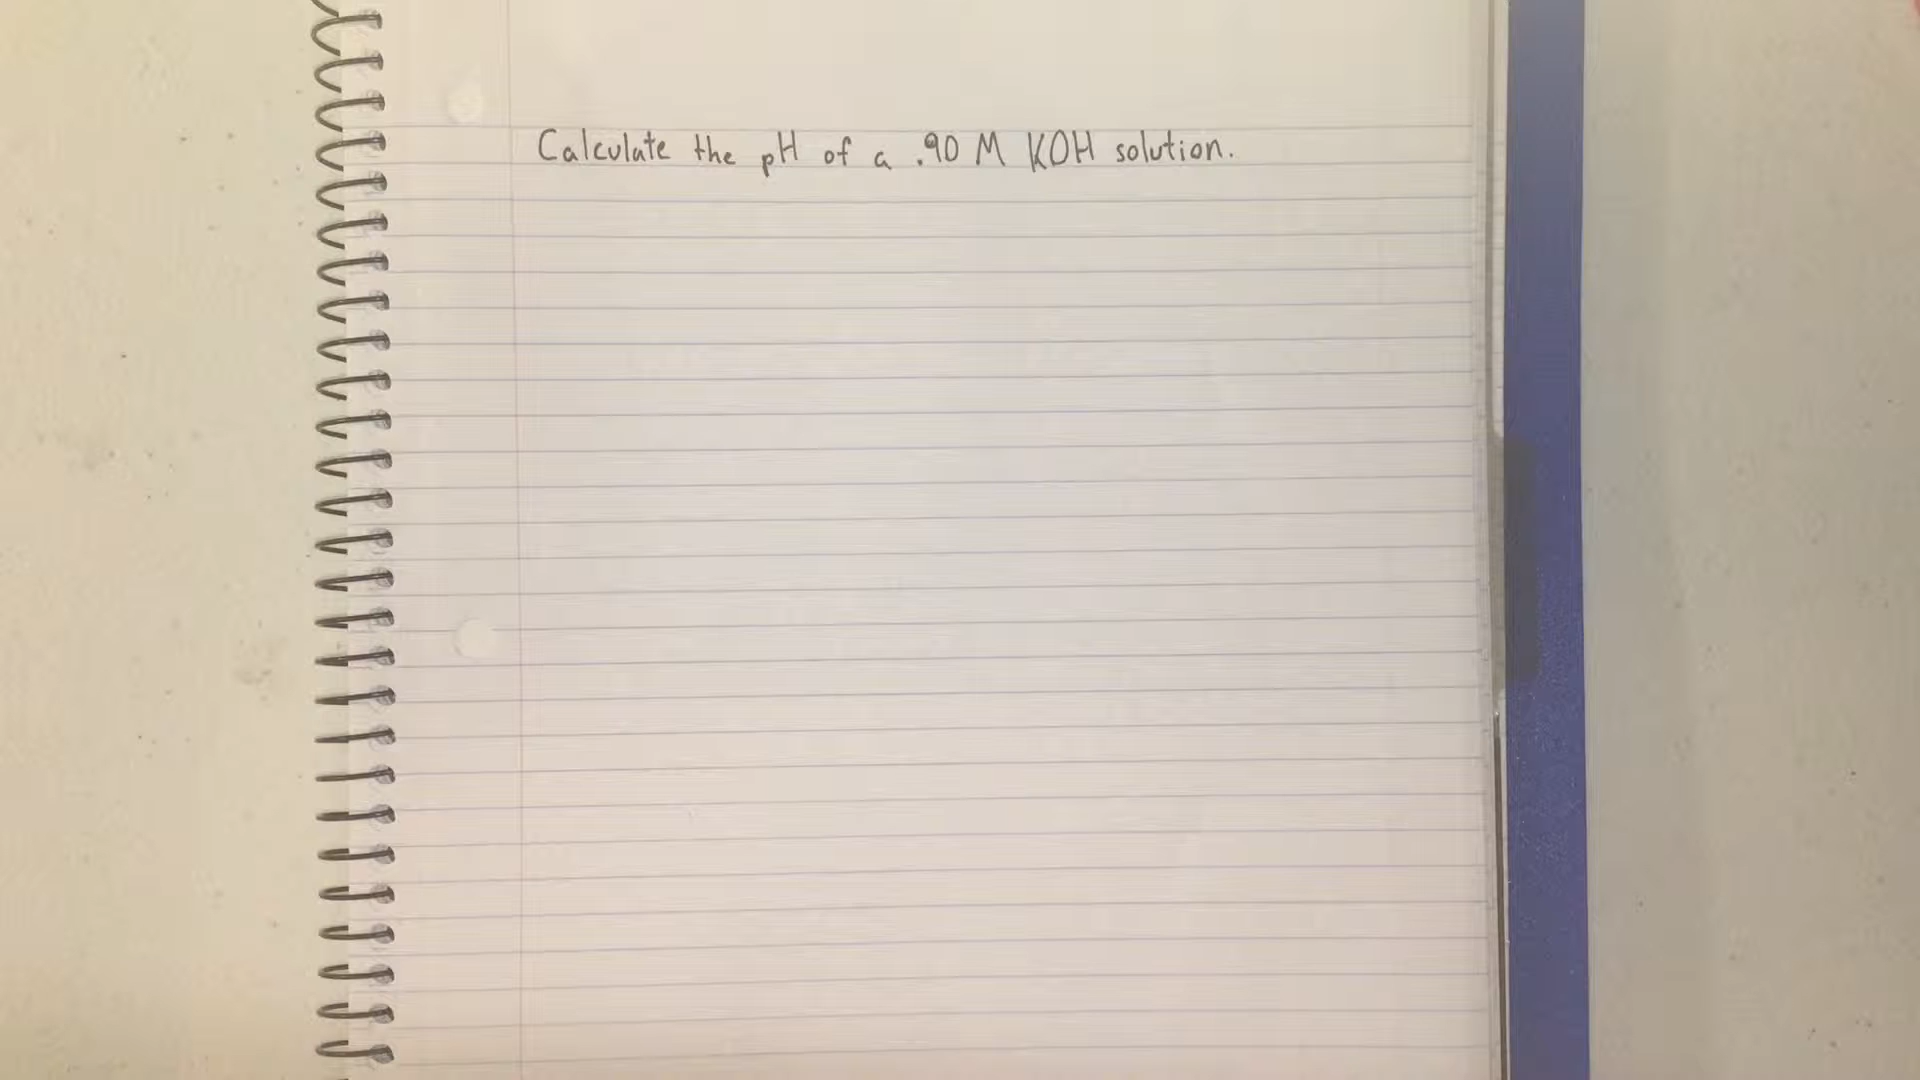 Calculate the pH of a .90 M KOH solution.